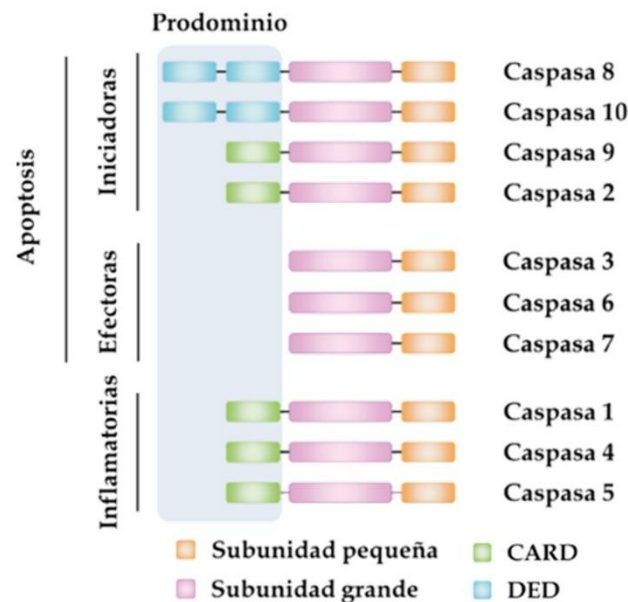 Prodominio
Apoptosis
Iniciadoras
Caspasa 8
Caspasa 10
Caspasa 9
Caspasa 2
Efectoras
Caspasa 3
Caspasa 6
Caspasa 7
Inflamatorias
Caspasa 1
Caspasa 4
Caspasa 5
Subunidad pequeña
CARD
Subunidad grande
DED